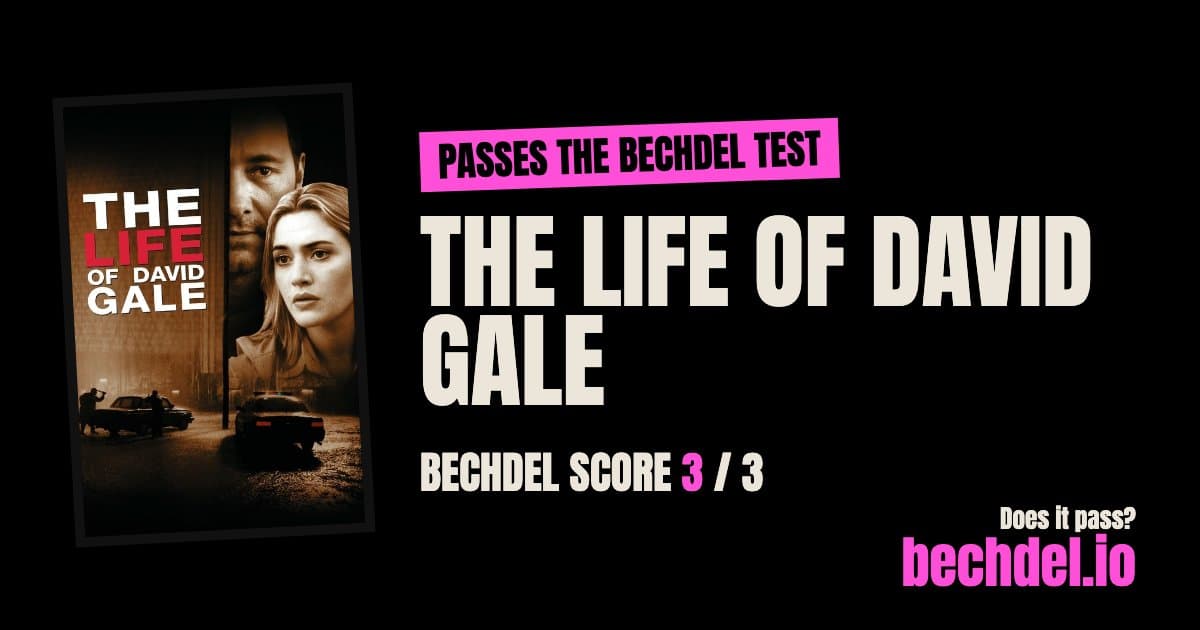 THE
LIFE
OF DAVID
GALE
PASSES THE BECHDEL TEST
THE LIFE OF DAVID
GALE
BECHDEL SCORE 3 / 3
Does it pass?
bechdel.io